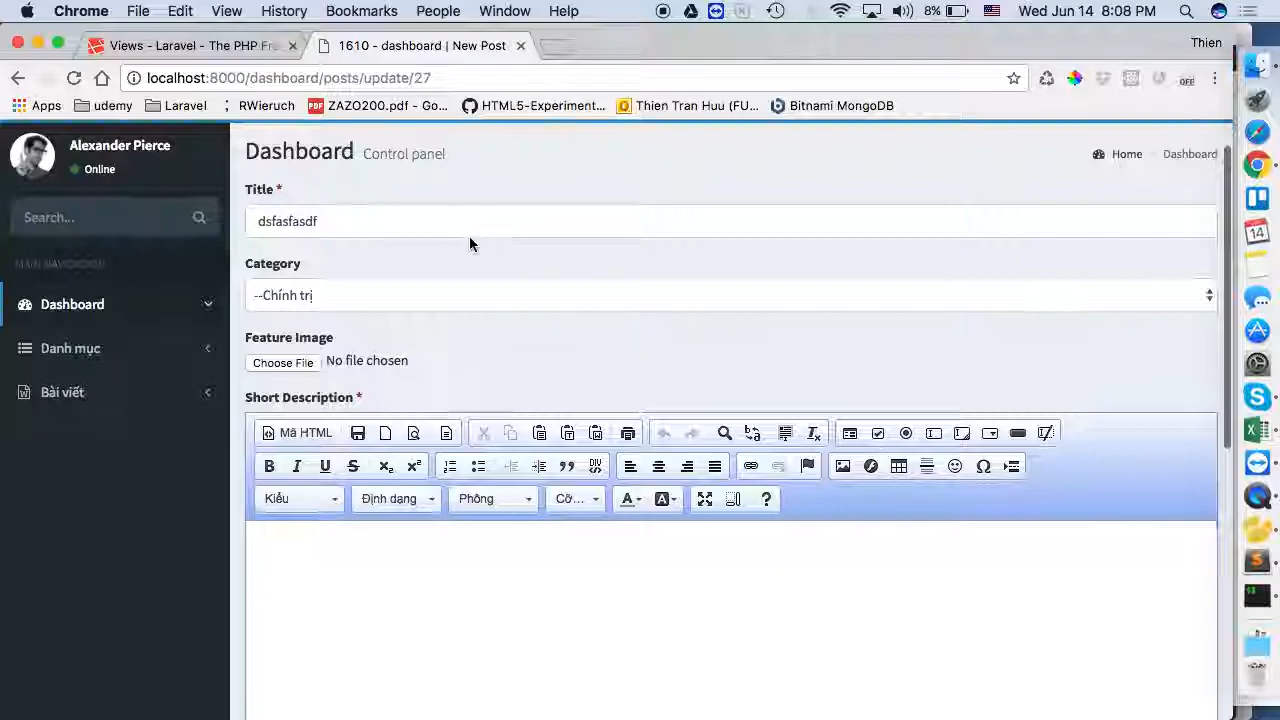 Chrome File Edit View History Bookmarks People Window Help 8% Wed Jun 14 8:08 PM
Views - Laravel - The PHP Fr
1610 - dashboard | New Post
Thien
localhost:8000/dashboard/posts/update/27
OFF
Apps udemy Laravel RWieruch ZAZO200.pdf - Go... HTML5-Experiment... Thien Tran Huu (FU... Bitnami MongoDB
Alexander Pierce
Online
Search...
Dashboard
Danh mục
Bài viết
Dashboard Control panel
Home Dashboard
Title *
dsfasfasdf
Category
--Chính trị
Feature Image
Choose File No file chosen
Short Description *
Mã HTML
Kiểu Định dạng Phông Cỡ...
14